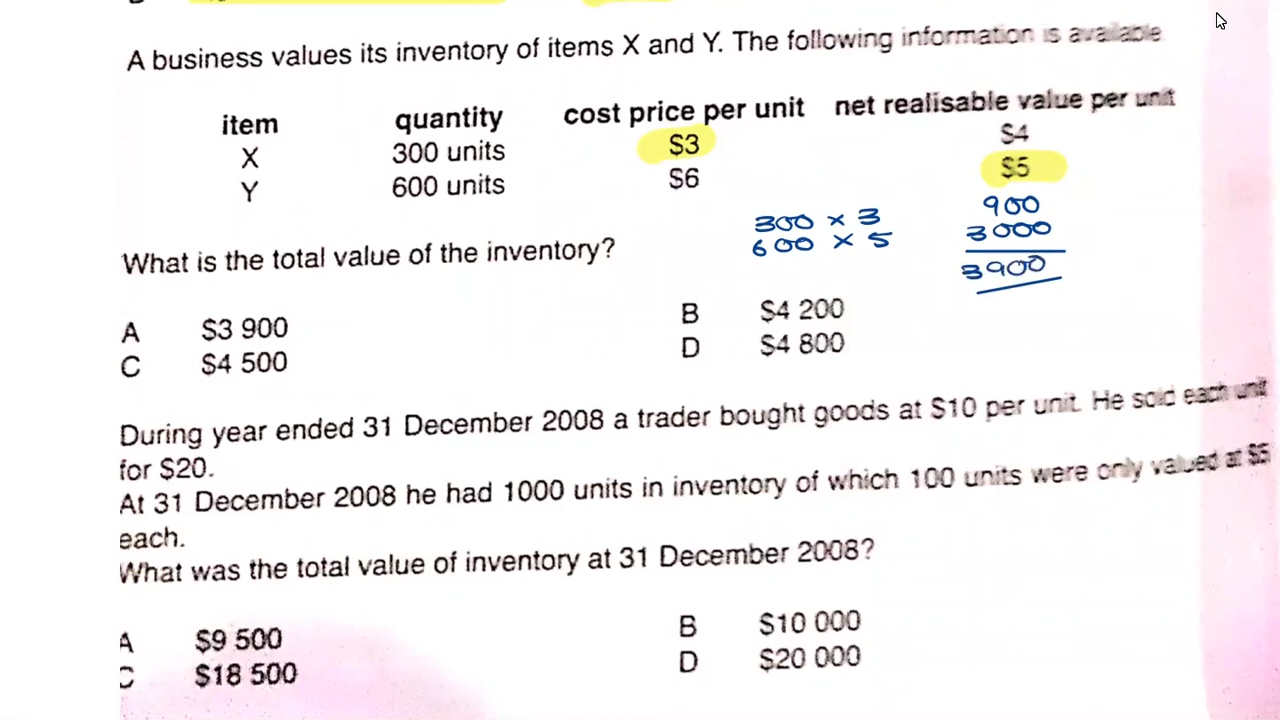 A business values its inventory of items X and Y. The following information is available.
item quantity cost price per unit net realisable value per unit
X 300 units $3 $4
Y 600 units $6 $5
300 x 3 900
600 x 5 3000
3900
What is the total value of the inventory?
A $3 900 B $4 200
C $4 500 D $4 800
During year ended 31 December 2008 a trader bought goods at $10 per unit. He sold each unit
for $20.
At 31 December 2008 he had 1000 units in inventory of which 100 units were only valued at $5
each.
What was the total value of inventory at 31 December 2008?
A $9 500 B $10 000
C $18 500 D $20 000